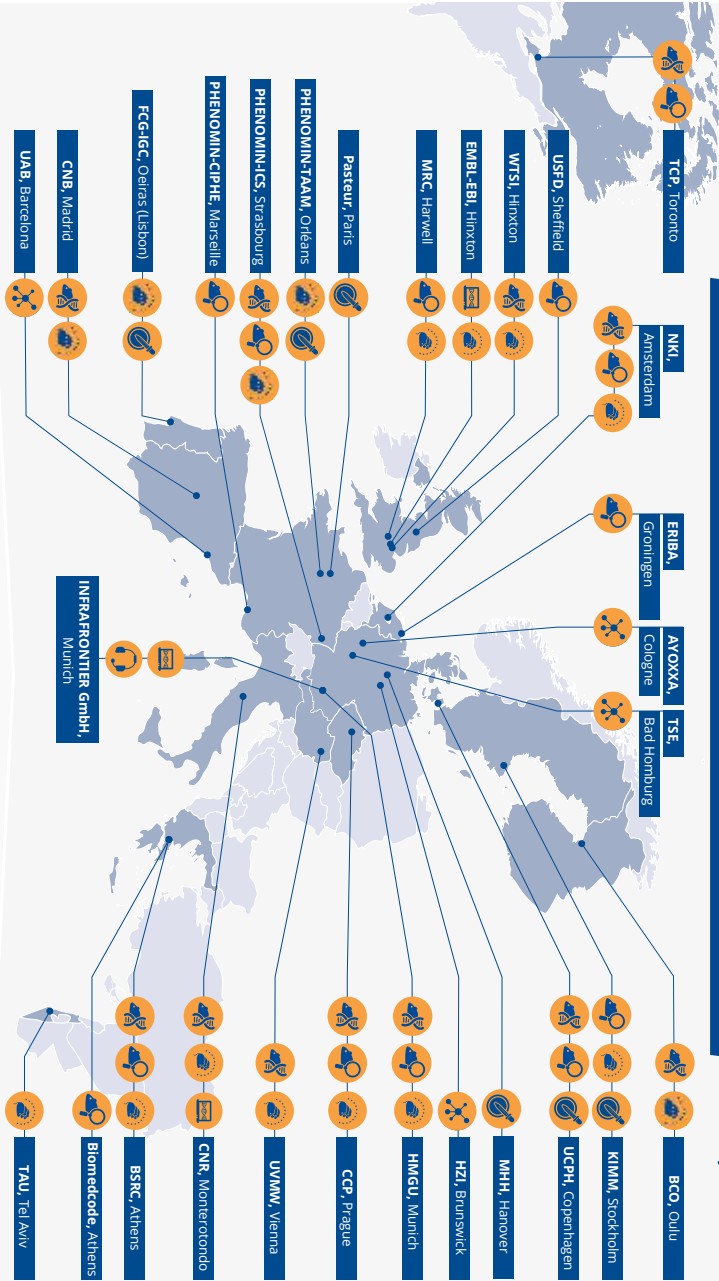 TCP, Toronto
USFD, Sheffield
WTSI, Hinxton
EMBL-EBI, Hinxton
MRC, Harwell
Pasteur, Paris
PHENOMIN-TAAM, Orléans
PHENOMIN-ICS, Strasbourg
PHENOMIN-CIPHE, Marseille
FCG-IGC, Oeiras (Lisbon)
CNB, Madrid
UAB, Barcelona
NKI,
Amsterdam
ERIBA,
Groningen
AYOXXA,
Cologne
TSE,
Bad Homburg
INFRAFRONTIER GmbH,
Munich
BCO, Oulu
KIMM, Stockholm
UCPH, Copenhagen
MHH, Hanover
HZI, Brunswick
HMGU, Munich
CCP, Prague
UVMW, Vienna
CNR, Monterotondo
BSRC, Athens
Biomedcode, Athens
TAU, Tel Aviv